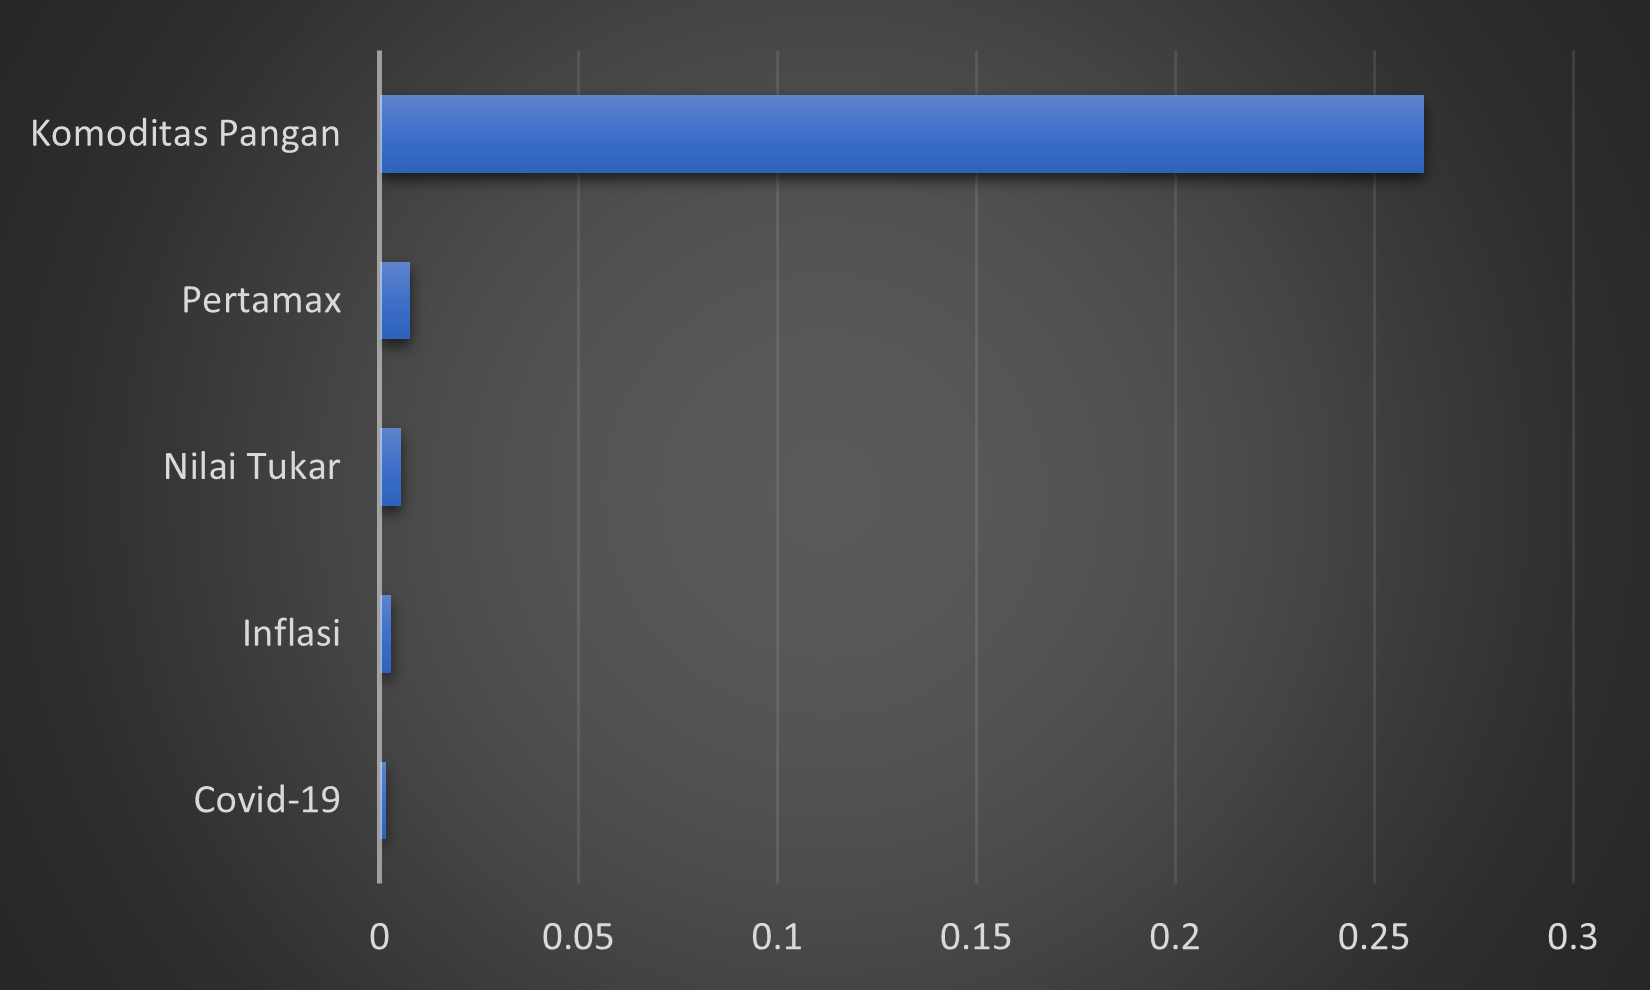 Komoditas Pangan
Pertamax
Nilai Tukar
Inflasi
Covid-19
0 0.05 0.1 0.15 0.2 0.25 0.3